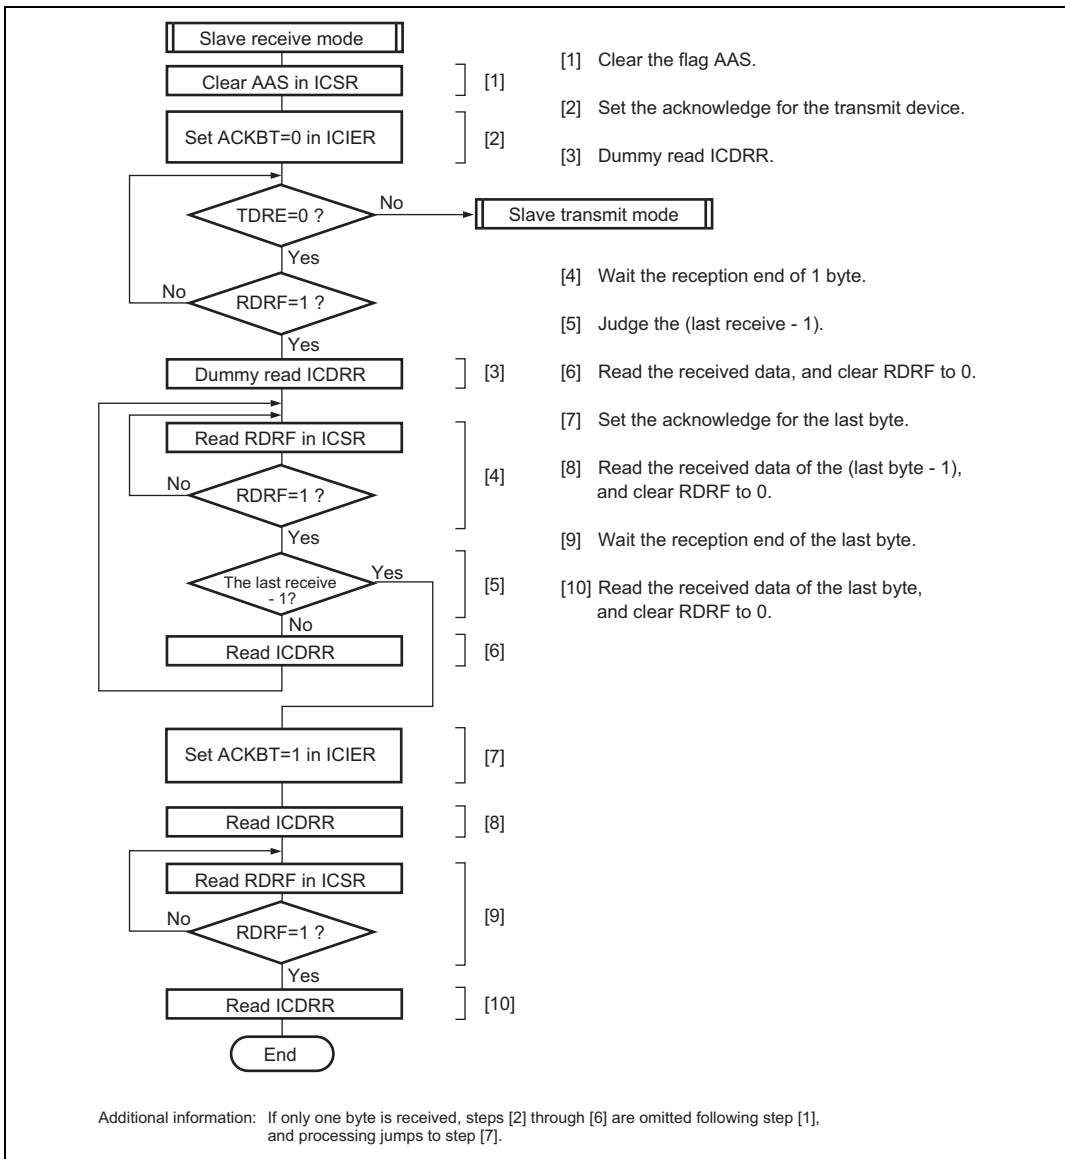 Slave receive mode
Clear AAS in ICSR
[1]
Set ACKBT=0 in ICIER
[2]
TDRE=0 ?
No
Slave transmit mode
Yes
No
RDRF=1 ?
Yes
Dummy read ICDRR
[3]
Read RDRF in ICSR
No
RDRF=1 ?
[4]
Yes
The last receive
- 1?
Yes
[5]
No
Read ICDRR
[6]
Set ACKBT=1 in ICIER
[7]
Read ICDRR
[8]
Read RDRF in ICSR
No
RDRF=1 ?
[9]
Yes
Read ICDRR
[10]
End
[1] Clear the flag AAS.
[2] Set the acknowledge for the transmit device.
[3] Dummy read ICDRR.
[4] Wait the reception end of 1 byte.
[5] Judge the (last receive - 1).
[6] Read the received data, and clear RDRF to 0.
[7] Set the acknowledge for the last byte.
[8] Read the received data of the (last byte - 1),
and clear RDRF to 0.
[9] Wait the reception end of the last byte.
[10] Read the received data of the last byte,
and clear RDRF to 0.
Additional information: If only one byte is received, steps [2] through [6] are omitted following step [1],
and processing jumps to step [7].